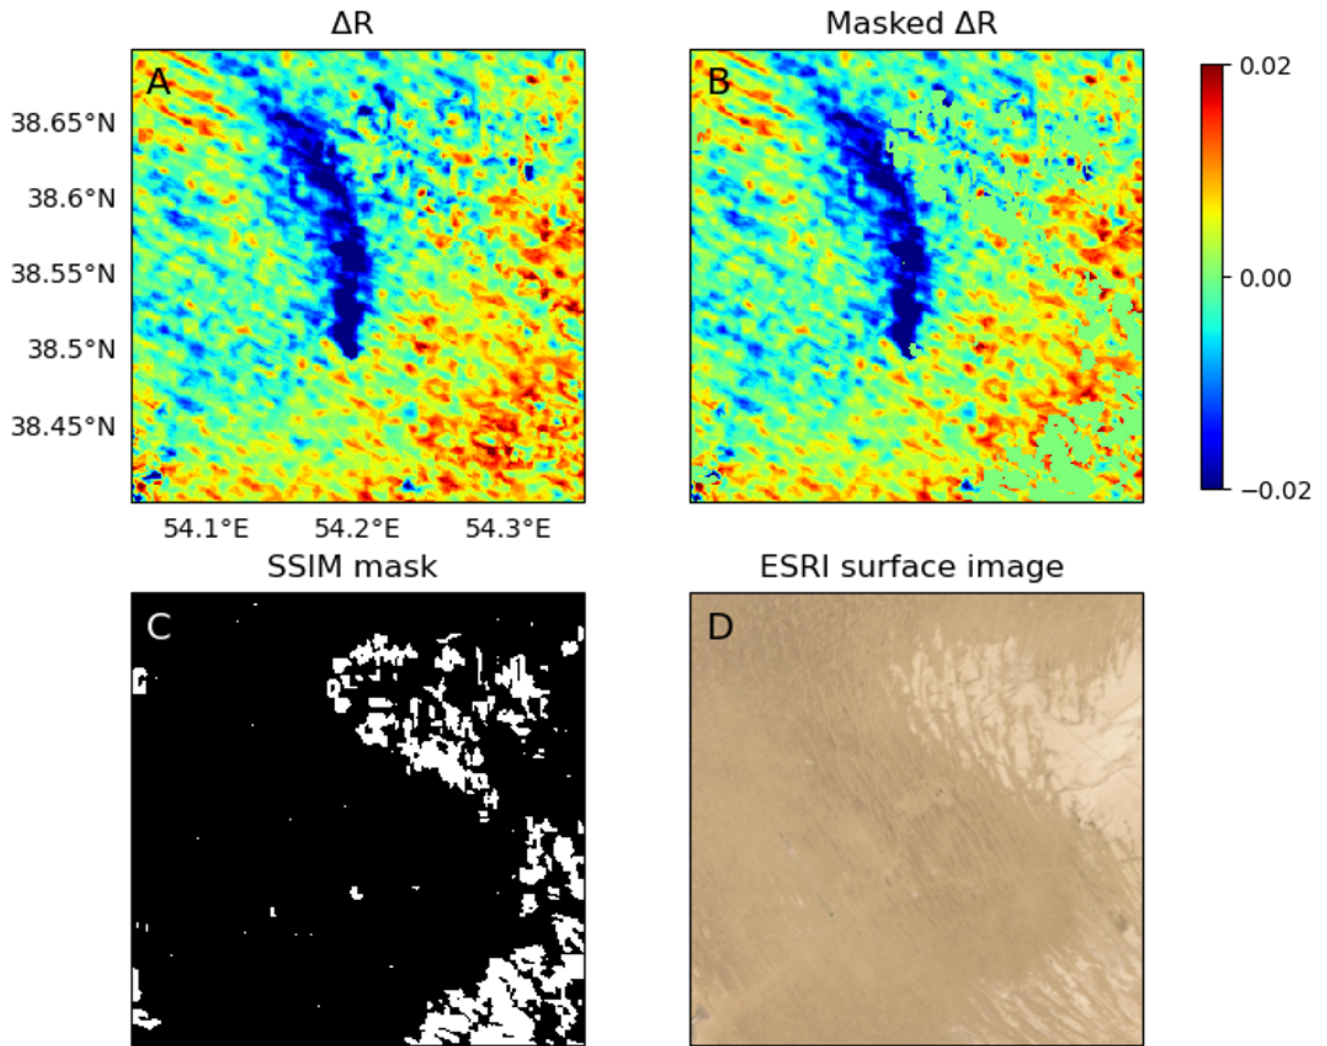 ΔR
Masked ΔR
A
B
0.02
0.00
−0.02
38.65°N
38.6°N
38.55°N
38.5°N
38.45°N
54.1°E
54.2°E
54.3°E
SSIM mask
ESRI surface image
C
D